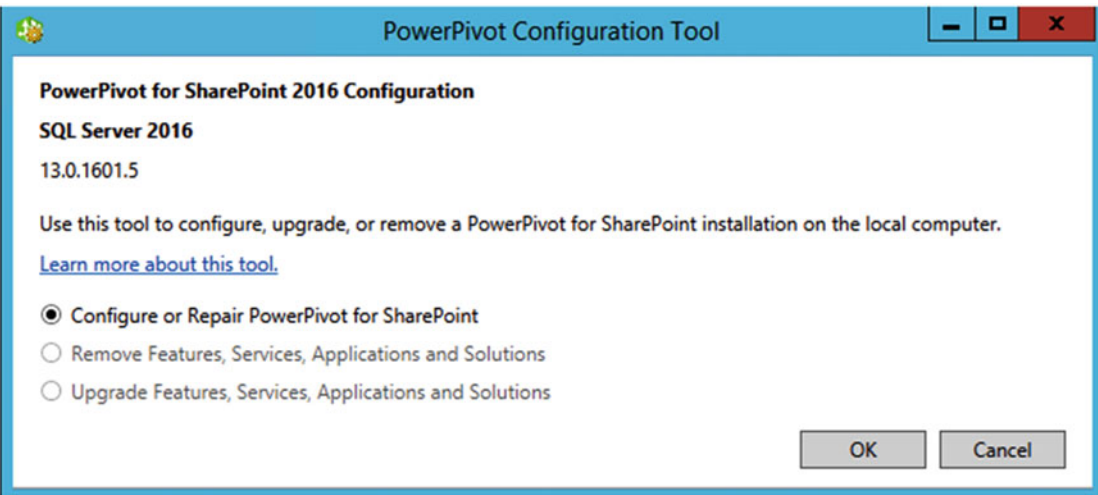 PowerPivot Configuration Tool
PowerPivot for SharePoint 2016 Configuration
SQL Server 2016
13.0.1601.5
Use this tool to configure, upgrade, or remove a PowerPivot for SharePoint installation on the local computer.
Learn more about this tool.
Configure or Repair PowerPivot for SharePoint
Remove Features, Services, Applications and Solutions
Upgrade Features, Services, Applications and Solutions
OK Cancel